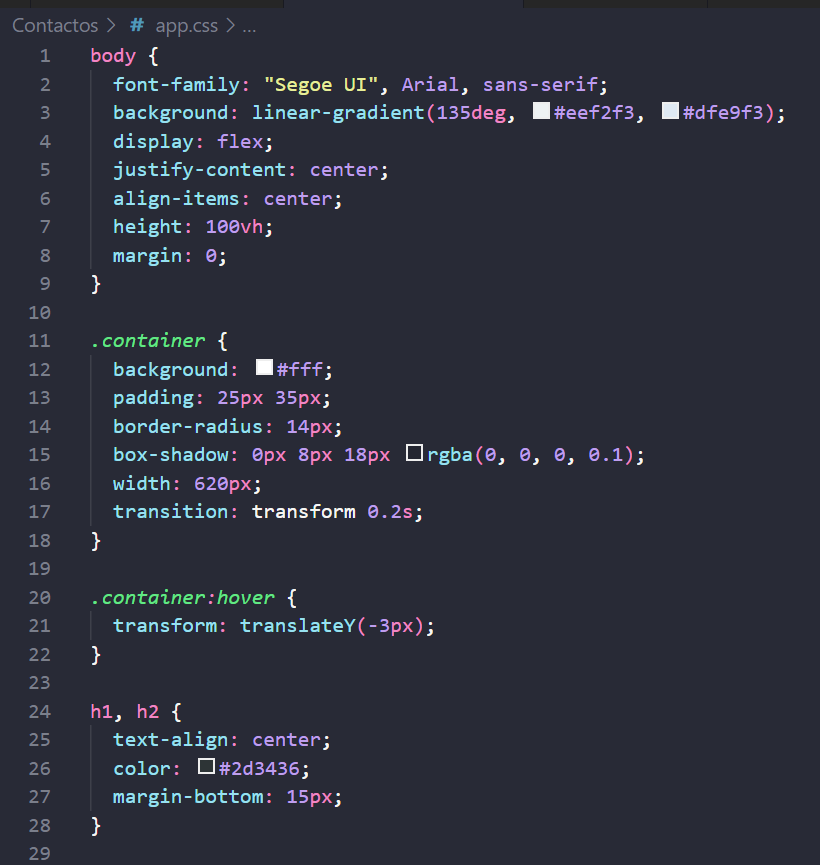 Contactos > # app.css > ...
1 body {
2 font-family: "Segoe UI", Arial, sans-serif;
3 background: linear-gradient(135deg, #eef2f3, #dfe9f3);
4 display: flex;
5 justify-content: center;
6 align-items: center;
7 height: 100vh;
8 margin: 0;
9 }
10
11 .container {
12 background: #fff;
13 padding: 25px 35px;
14 border-radius: 14px;
15 box-shadow: 0px 8px 18px rgba(0, 0, 0, 0.1);
16 width: 620px;
17 transition: transform 0.2s;
18 }
19
20 .container:hover {
21 transform: translateY(-3px);
22 }
23
24 h1, h2 {
25 text-align: center;
26 color: #2d3436;
27 margin-bottom: 15px;
28 }
29